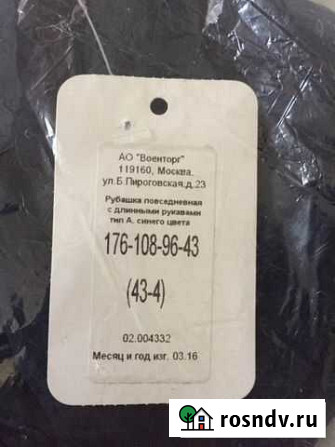 АО "Военторг"
119160, Москва,
ул.Б.Пироговская,д.23
Рубашка повседневная
с длинными рукавами
тип А, синего цвета
176-108-96-43
(43-4)
02.004332
Месяц и год изг. 03.16
rosndv.ru